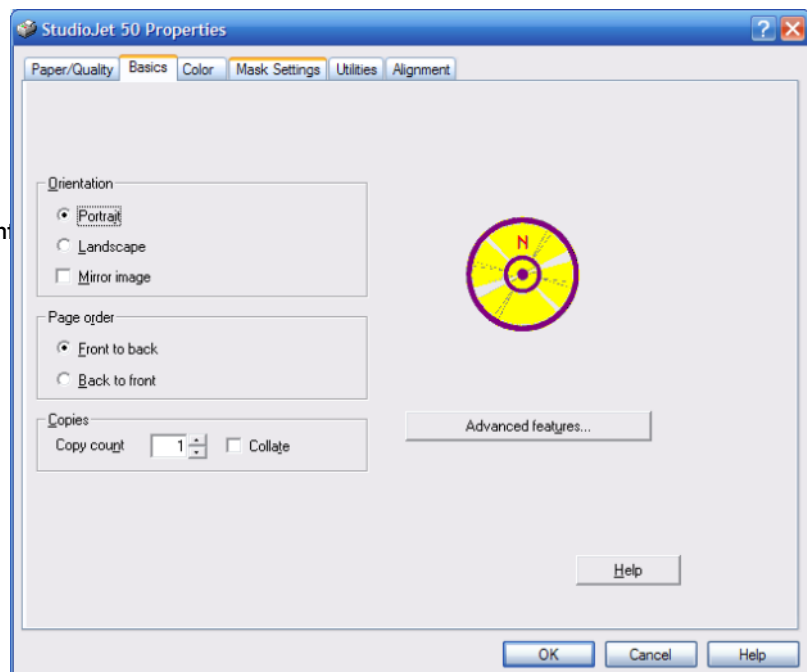 StudioJet 50 Properties
Paper/Quality Basics Color Mask Settings Utilities Alignment
Orientation
Portrait
Landscape
Mirror image
N
Page order
Front to back
Back to front
Copies
Copy count 1 Collate
Advanced features...
Help
OK Cancel Help